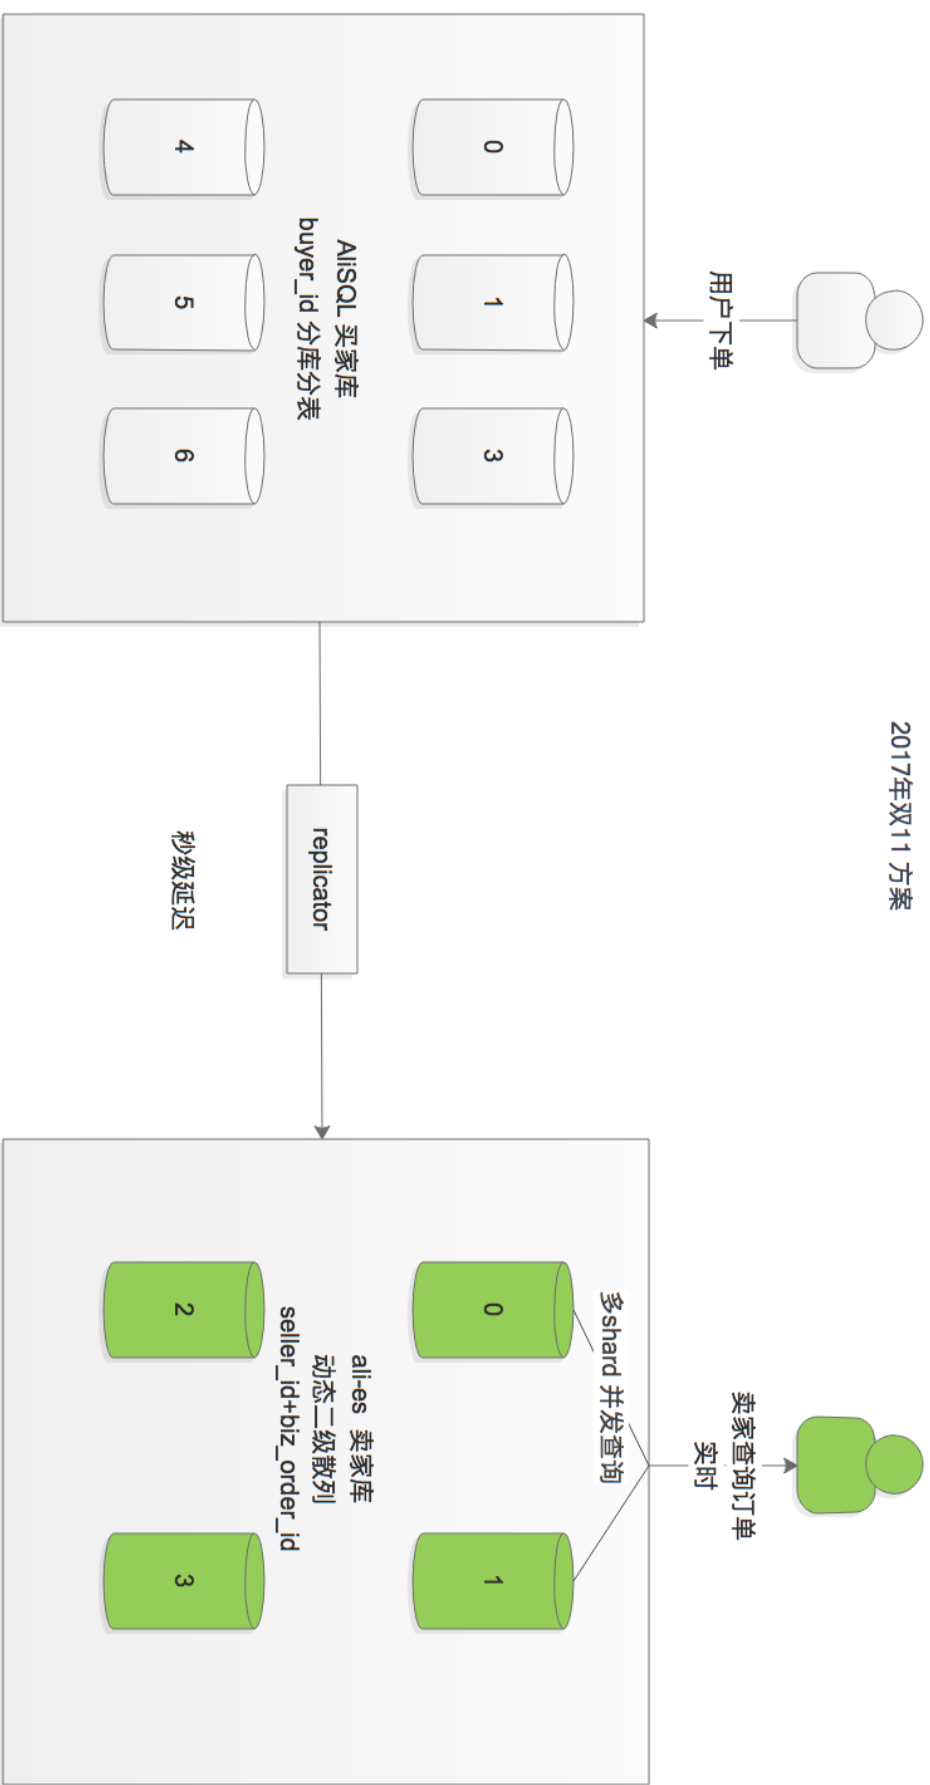 2017年双11 方案
用户下单
0
1
3
AliSQL 买家库
buyer_id 分库分表
4
5
6
replicator
秒级延迟
卖家查询订单
实时
多shard 并发查询
0
1
ali-es 卖家库
动态二级散列
seller_id+biz_order_id
2
3